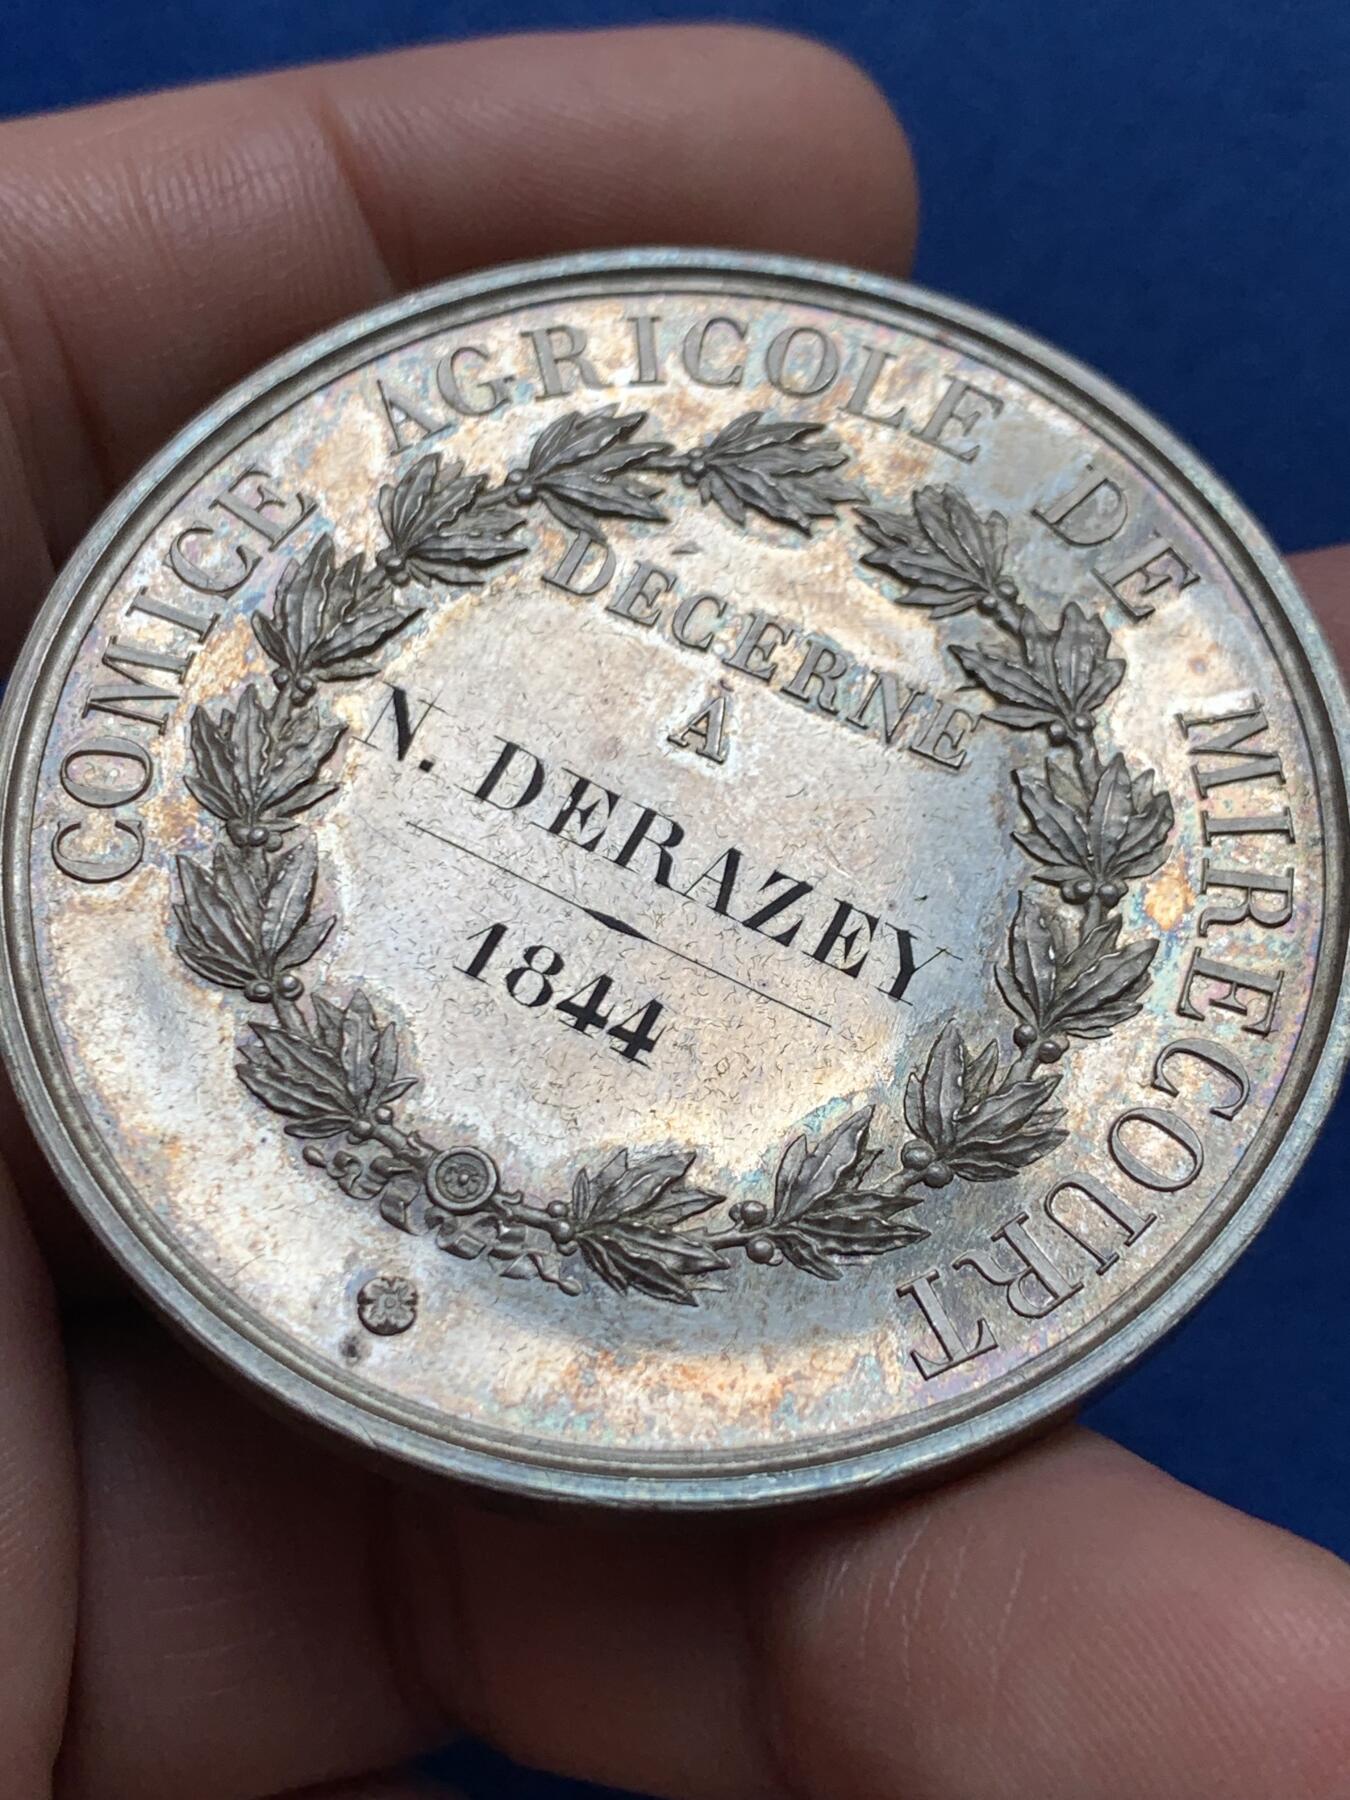 COMICE AGRICOLE DE MIRECOURT
DÉCERNÉ
À
N. DERAZEY
1844